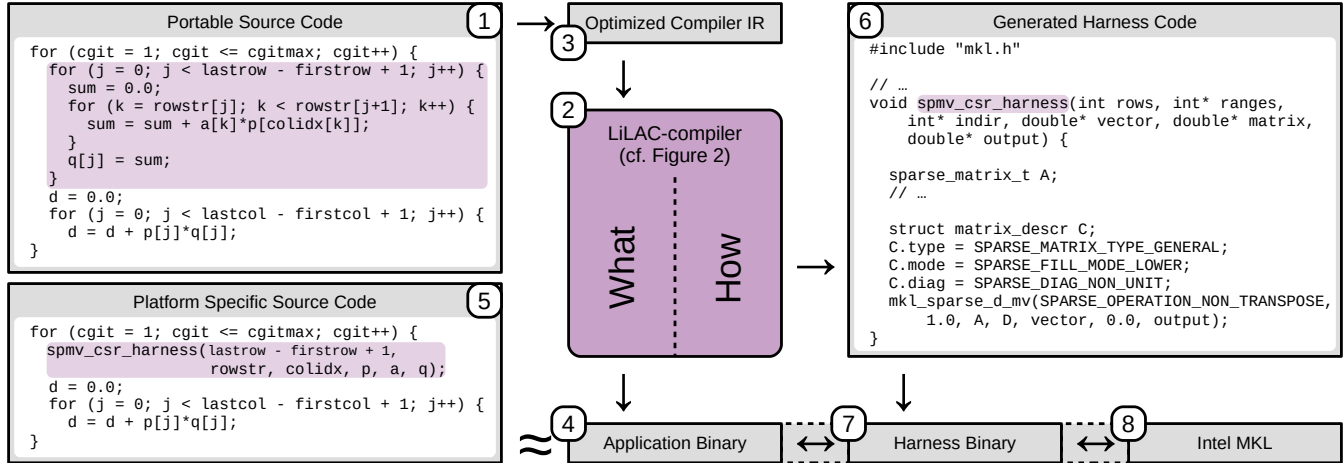 Portable Source Code
1
for (cgit = 1; cgit <= cgitmax; cgit++) {
for (j = 0; j < lastrow - firstrow + 1; j++) {
sum = 0.0;
for (k = rowstr[j]; k < rowstr[j+1]; k++) {
sum = sum + a[k]*p[colidx[k]];
}
q[j] = sum;
}
d = 0.0;
for (j = 0; j < lastcol - firstcol + 1; j++) {
d = d + p[j]*q[j];
}
Platform Specific Source Code
5
for (cgit = 1; cgit <= cgitmax; cgit++) {
spmv_csr_harness(lastrow - firstrow + 1,
rowstr, colidx, p, a, q);
d = 0.0;
for (j = 0; j < lastcol - firstcol + 1; j++) {
d = d + p[j]*q[j];
}
→
Optimized Compiler IR
3
↓
2
LiLAC-compiler
(cf. Figure 2)
What
How
→
↓
↓
≈
4
Application Binary
↔
7
Harness Binary
↔
8
Intel MKL
6
Generated Harness Code
#include "mkl.h"
// …
void spmv_csr_harness(int rows, int* ranges,
int* indir, double* vector, double* matrix,
double* output) {
sparse_matrix_t A;
// …
struct matrix_descr C;
C.type = SPARSE_MATRIX_TYPE_GENERAL;
C.mode = SPARSE_FILL_MODE_LOWER;
C.diag = SPARSE_DIAG_NON_UNIT;
mkl_sparse_d_mv(SPARSE_OPERATION_NON_TRANSPOSE,
1.0, A, D, vector, 0.0, output);
}